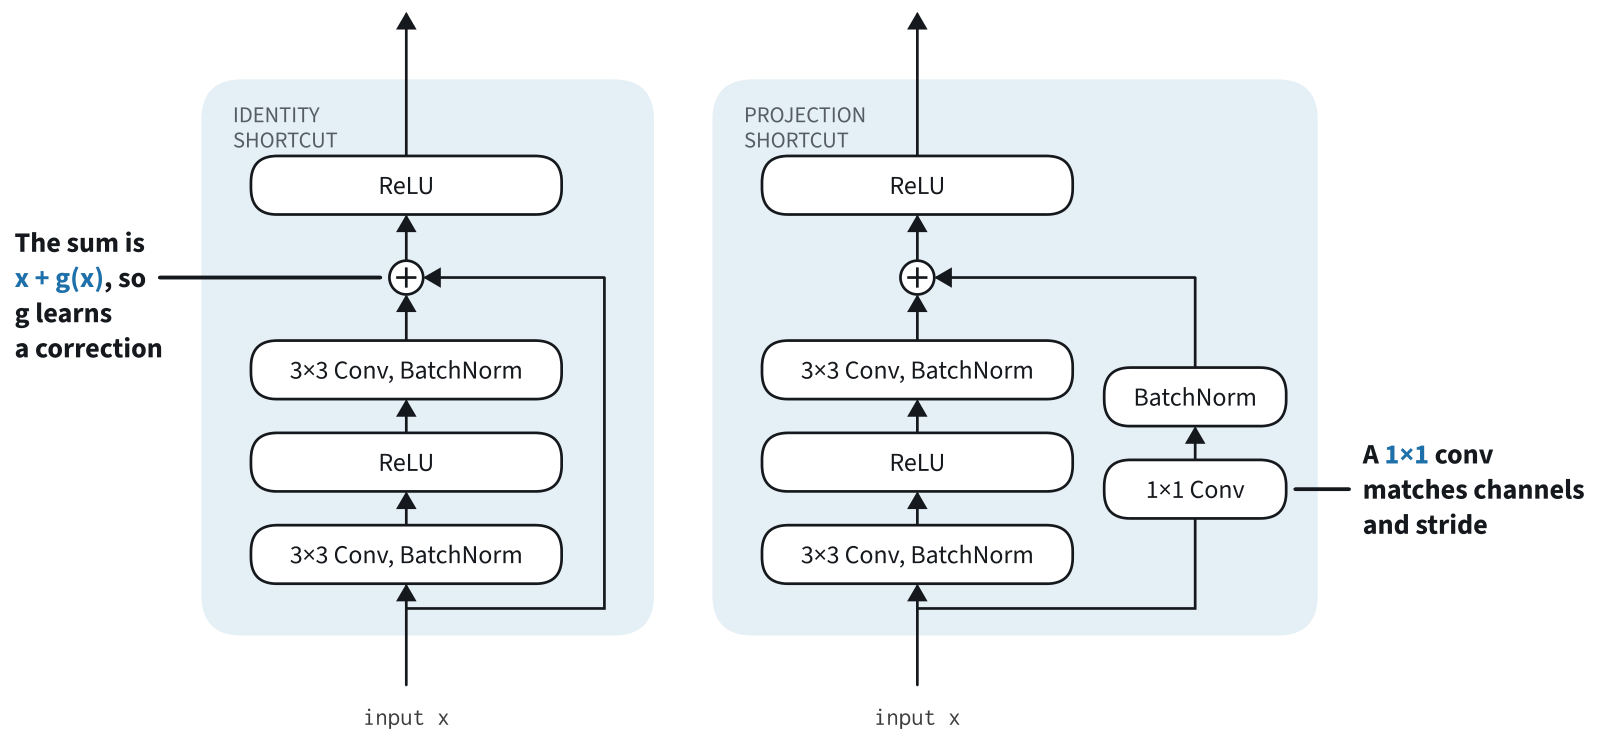 IDENTITY
SHORTCUT
ReLU
The sum is
x + g(x), so
g learns
a correction
3×3 Conv, BatchNorm
ReLU
3×3 Conv, BatchNorm
input x
PROJECTION
SHORTCUT
ReLU
3×3 Conv, BatchNorm
BatchNorm
ReLU
1×1 Conv
A 1×1 conv
matches channels
and stride
3×3 Conv, BatchNorm
input x